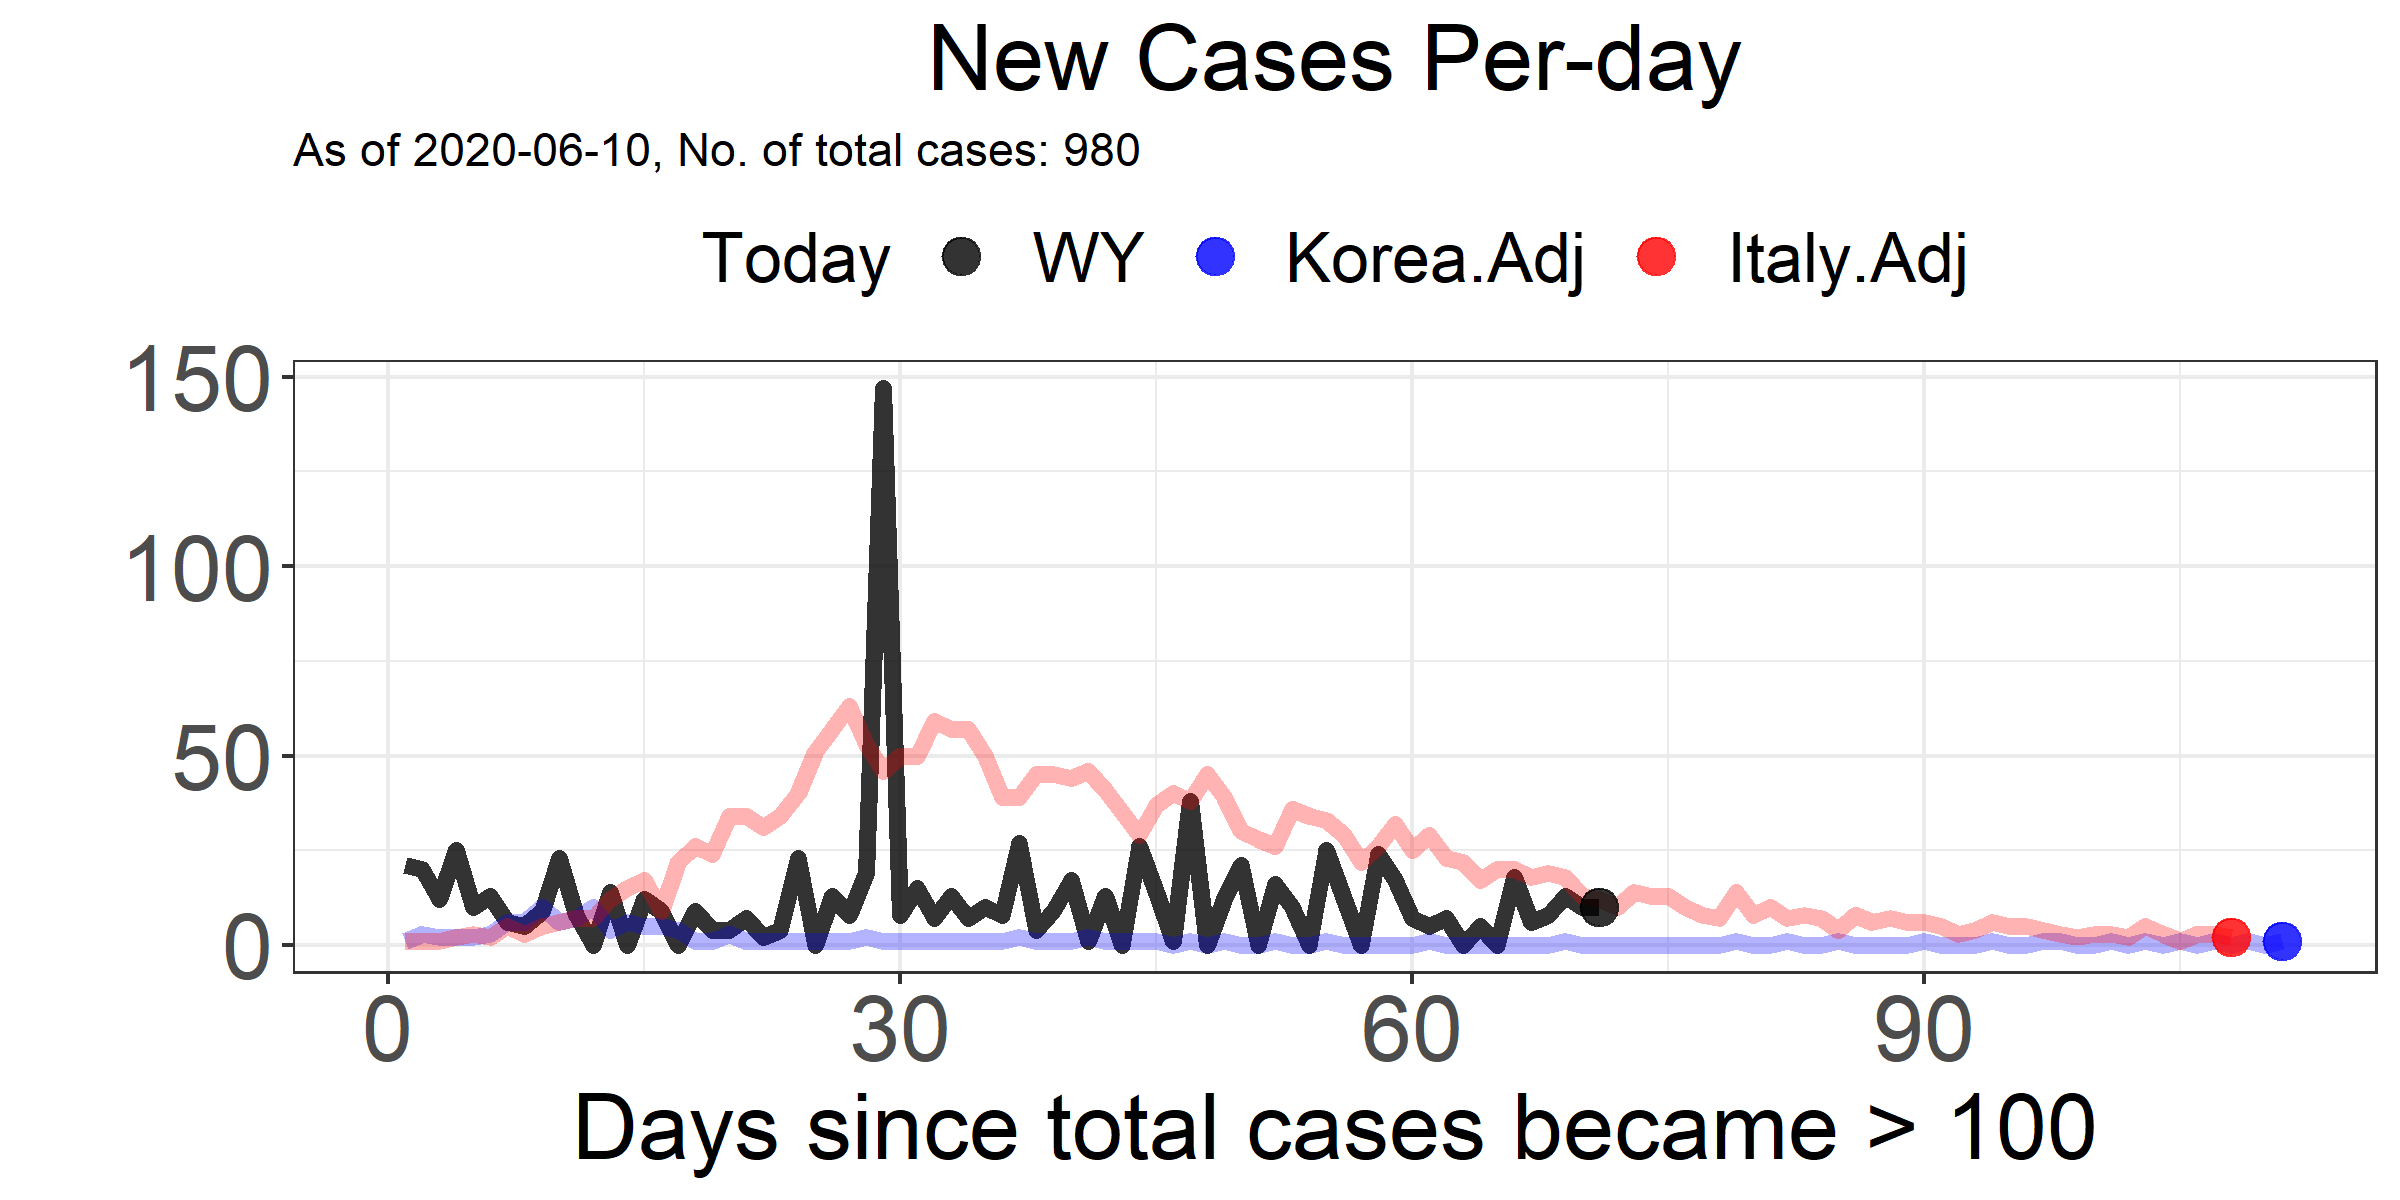 New Cases Per-day
As of 2020-06-10, No. of total cases: 980
Today WY Korea.Adj Italy.Adj
150
100
50
0
0 30 60 90
Days since total cases became > 100